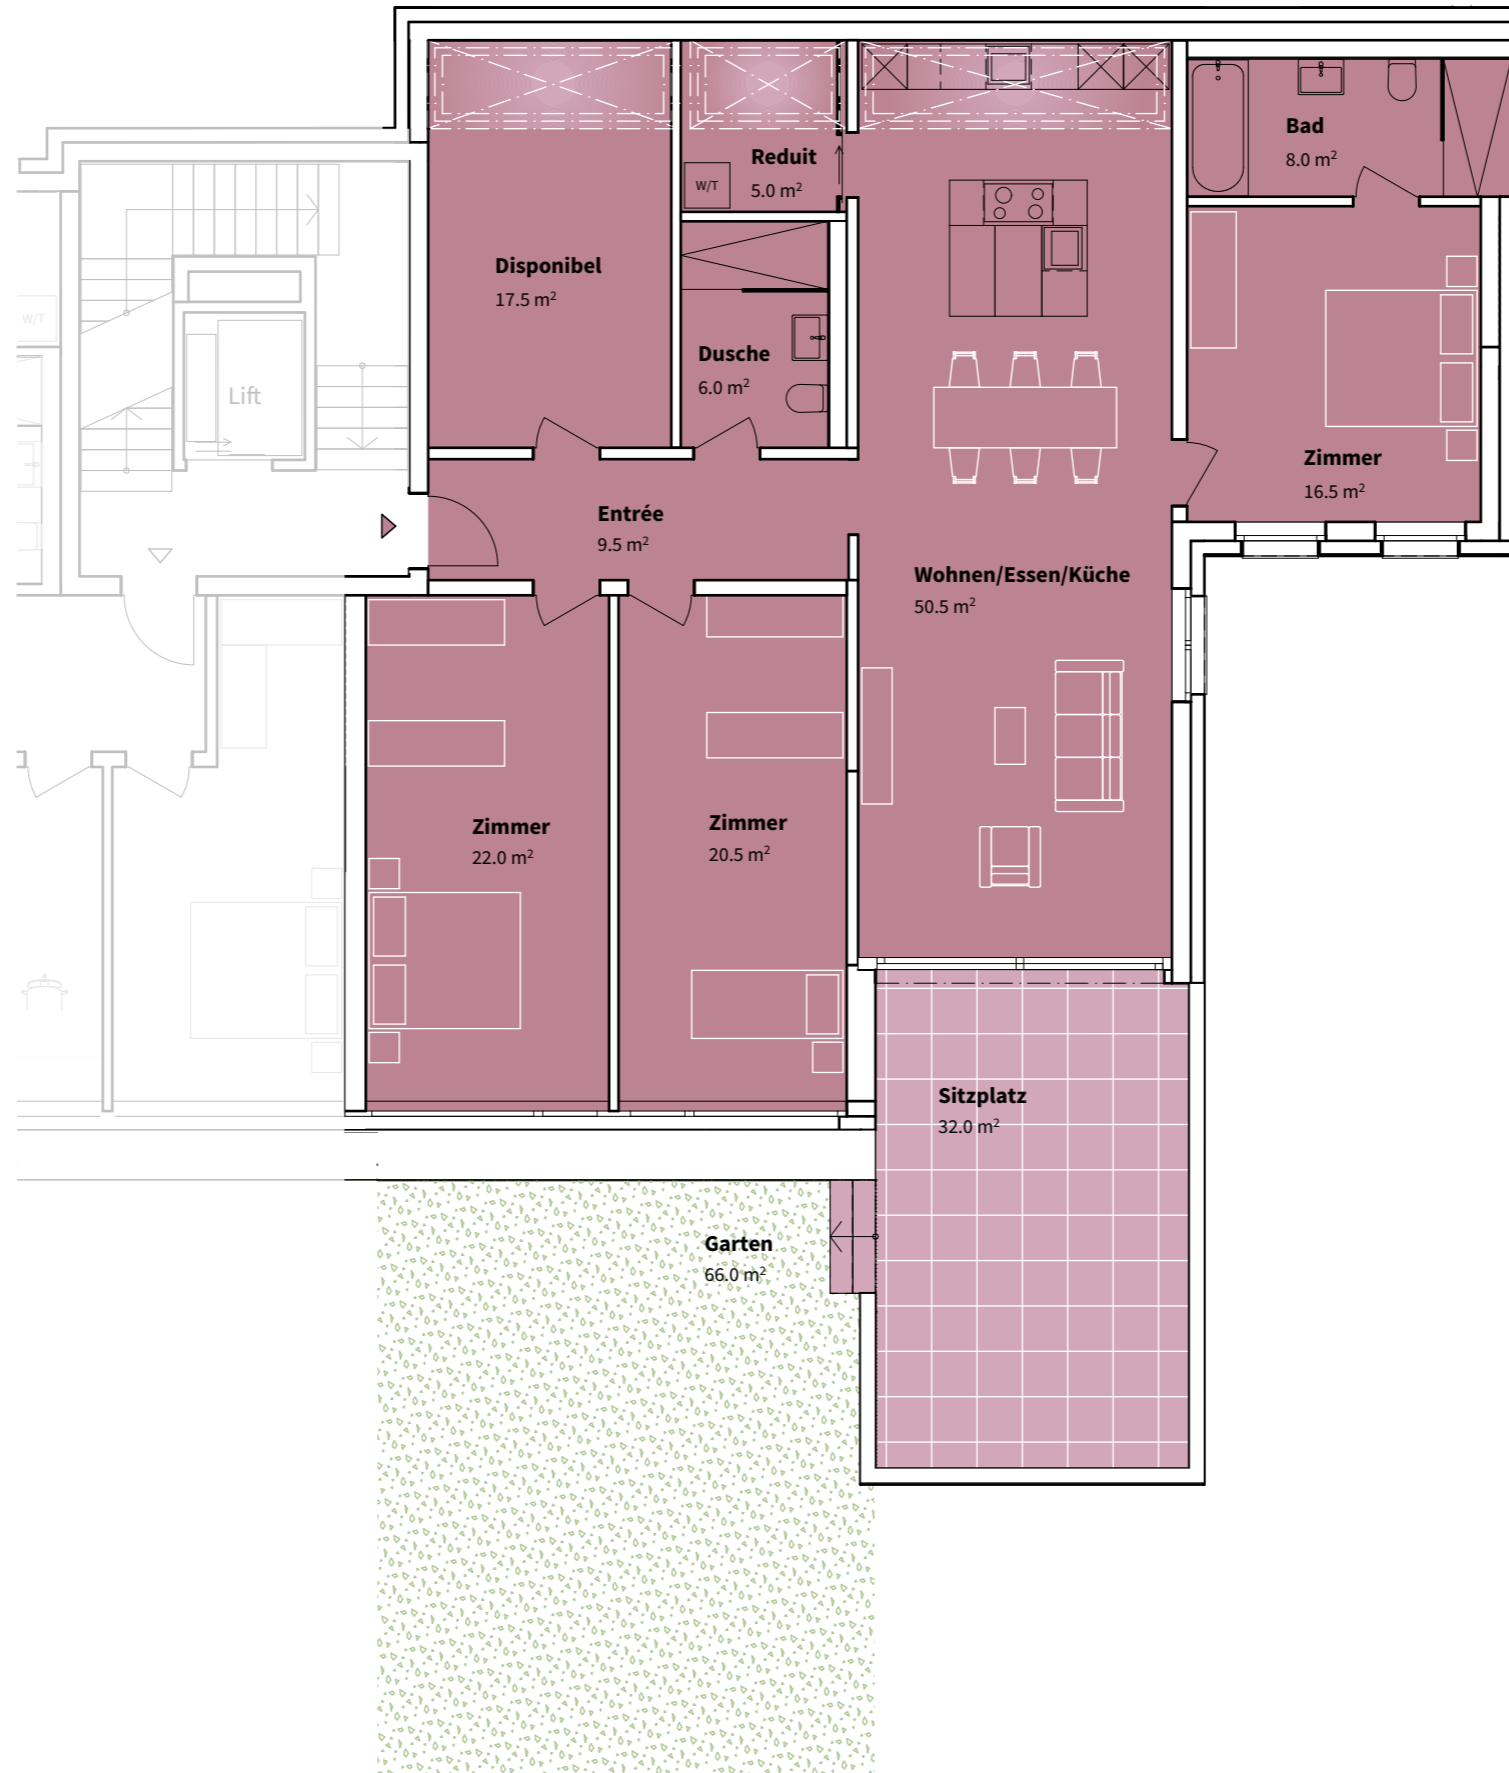 Bad
8.0 m²
Reduit
5.0 m²
W/T
Disponibel
17.5 m²
W/T
Dusche
6.0 m²
Lift
Zimmer
16.5 m²
Entrée
9.5 m²
Wohnen/Essen/Küche
50.5 m²
Zimmer
22.0 m²
Zimmer
20.5 m²
Sitzplatz
32.0 m²
Garten
66.0 m²